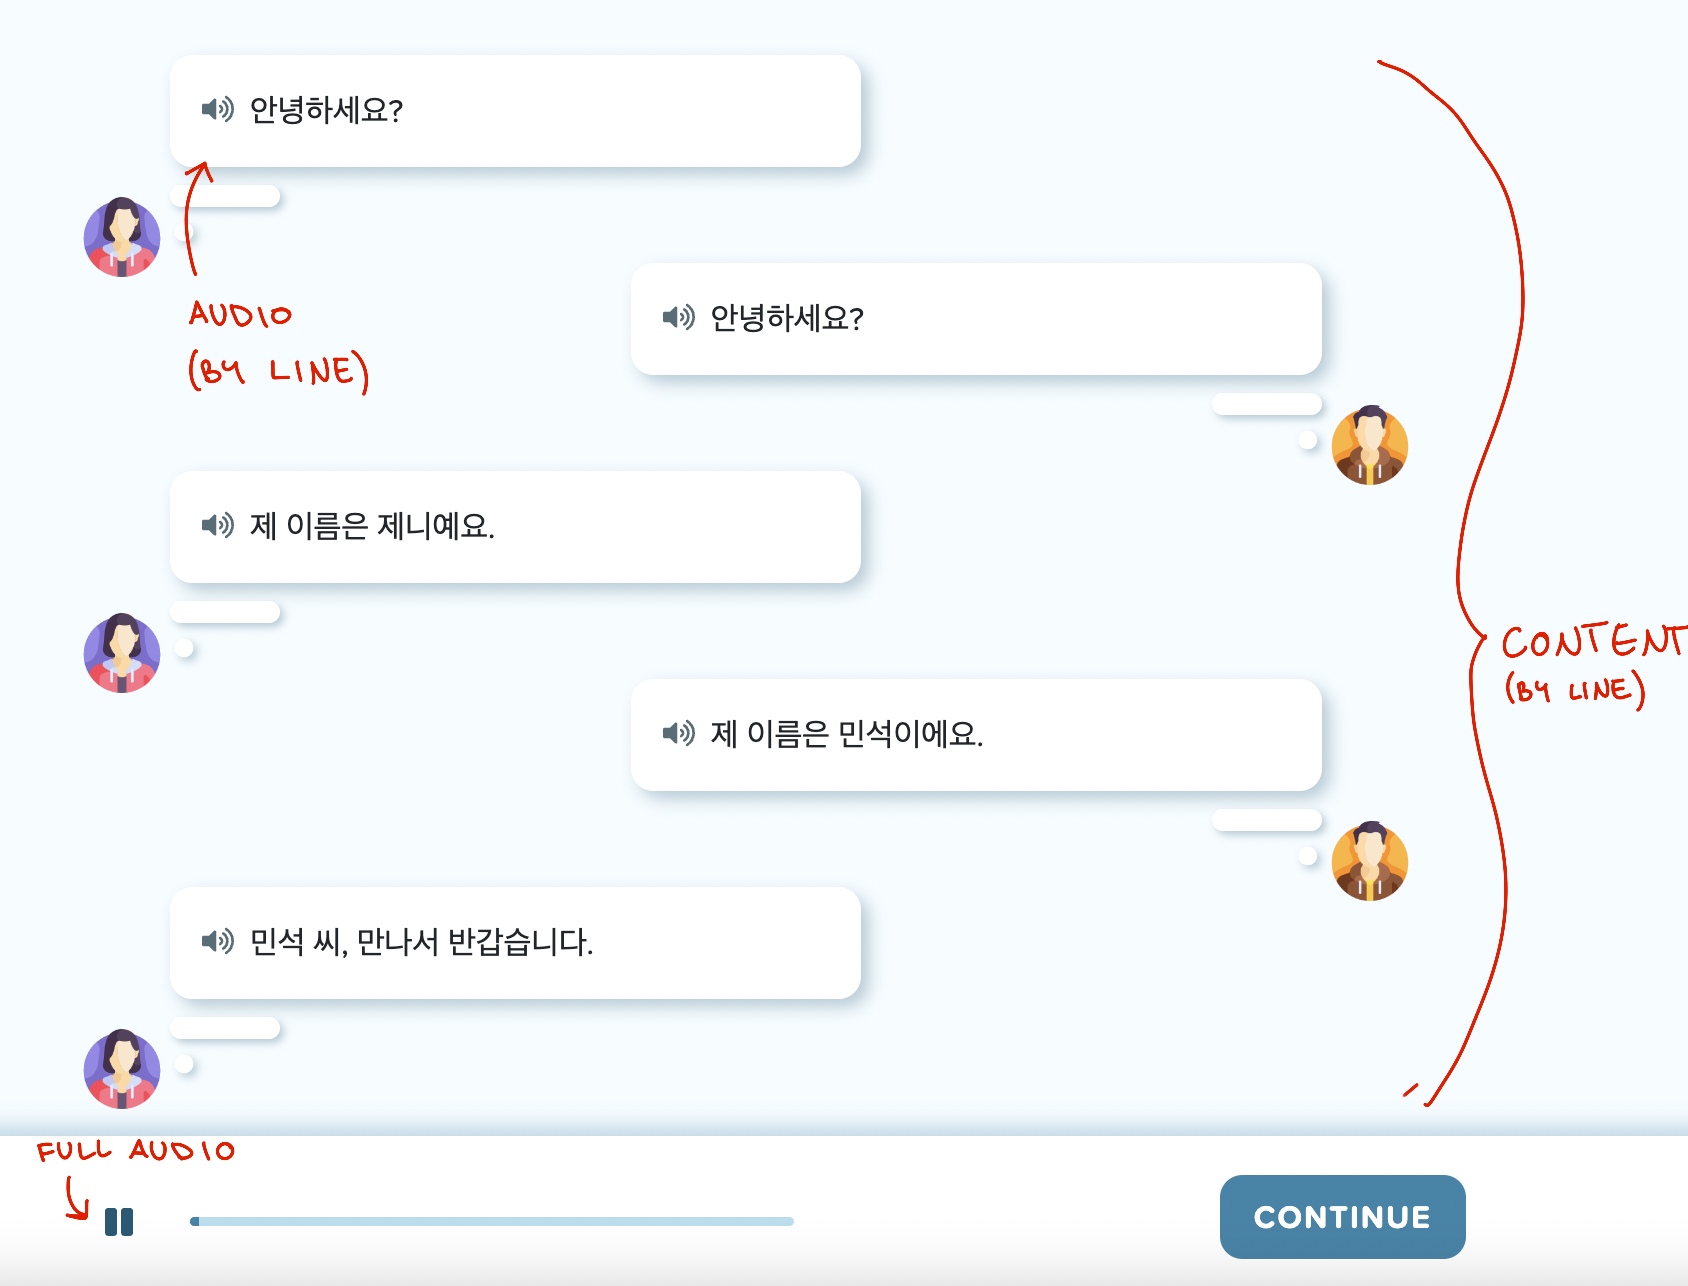 안녕하세요?
AUDIO
(BY LINE)
안녕하세요?
제 이름은 제니예요.
CONTENT
(BY LINE)
제 이름은 민석이에요.
민석 씨, 만나서 반갑습니다.
FULL AUDIO
CONTINUE